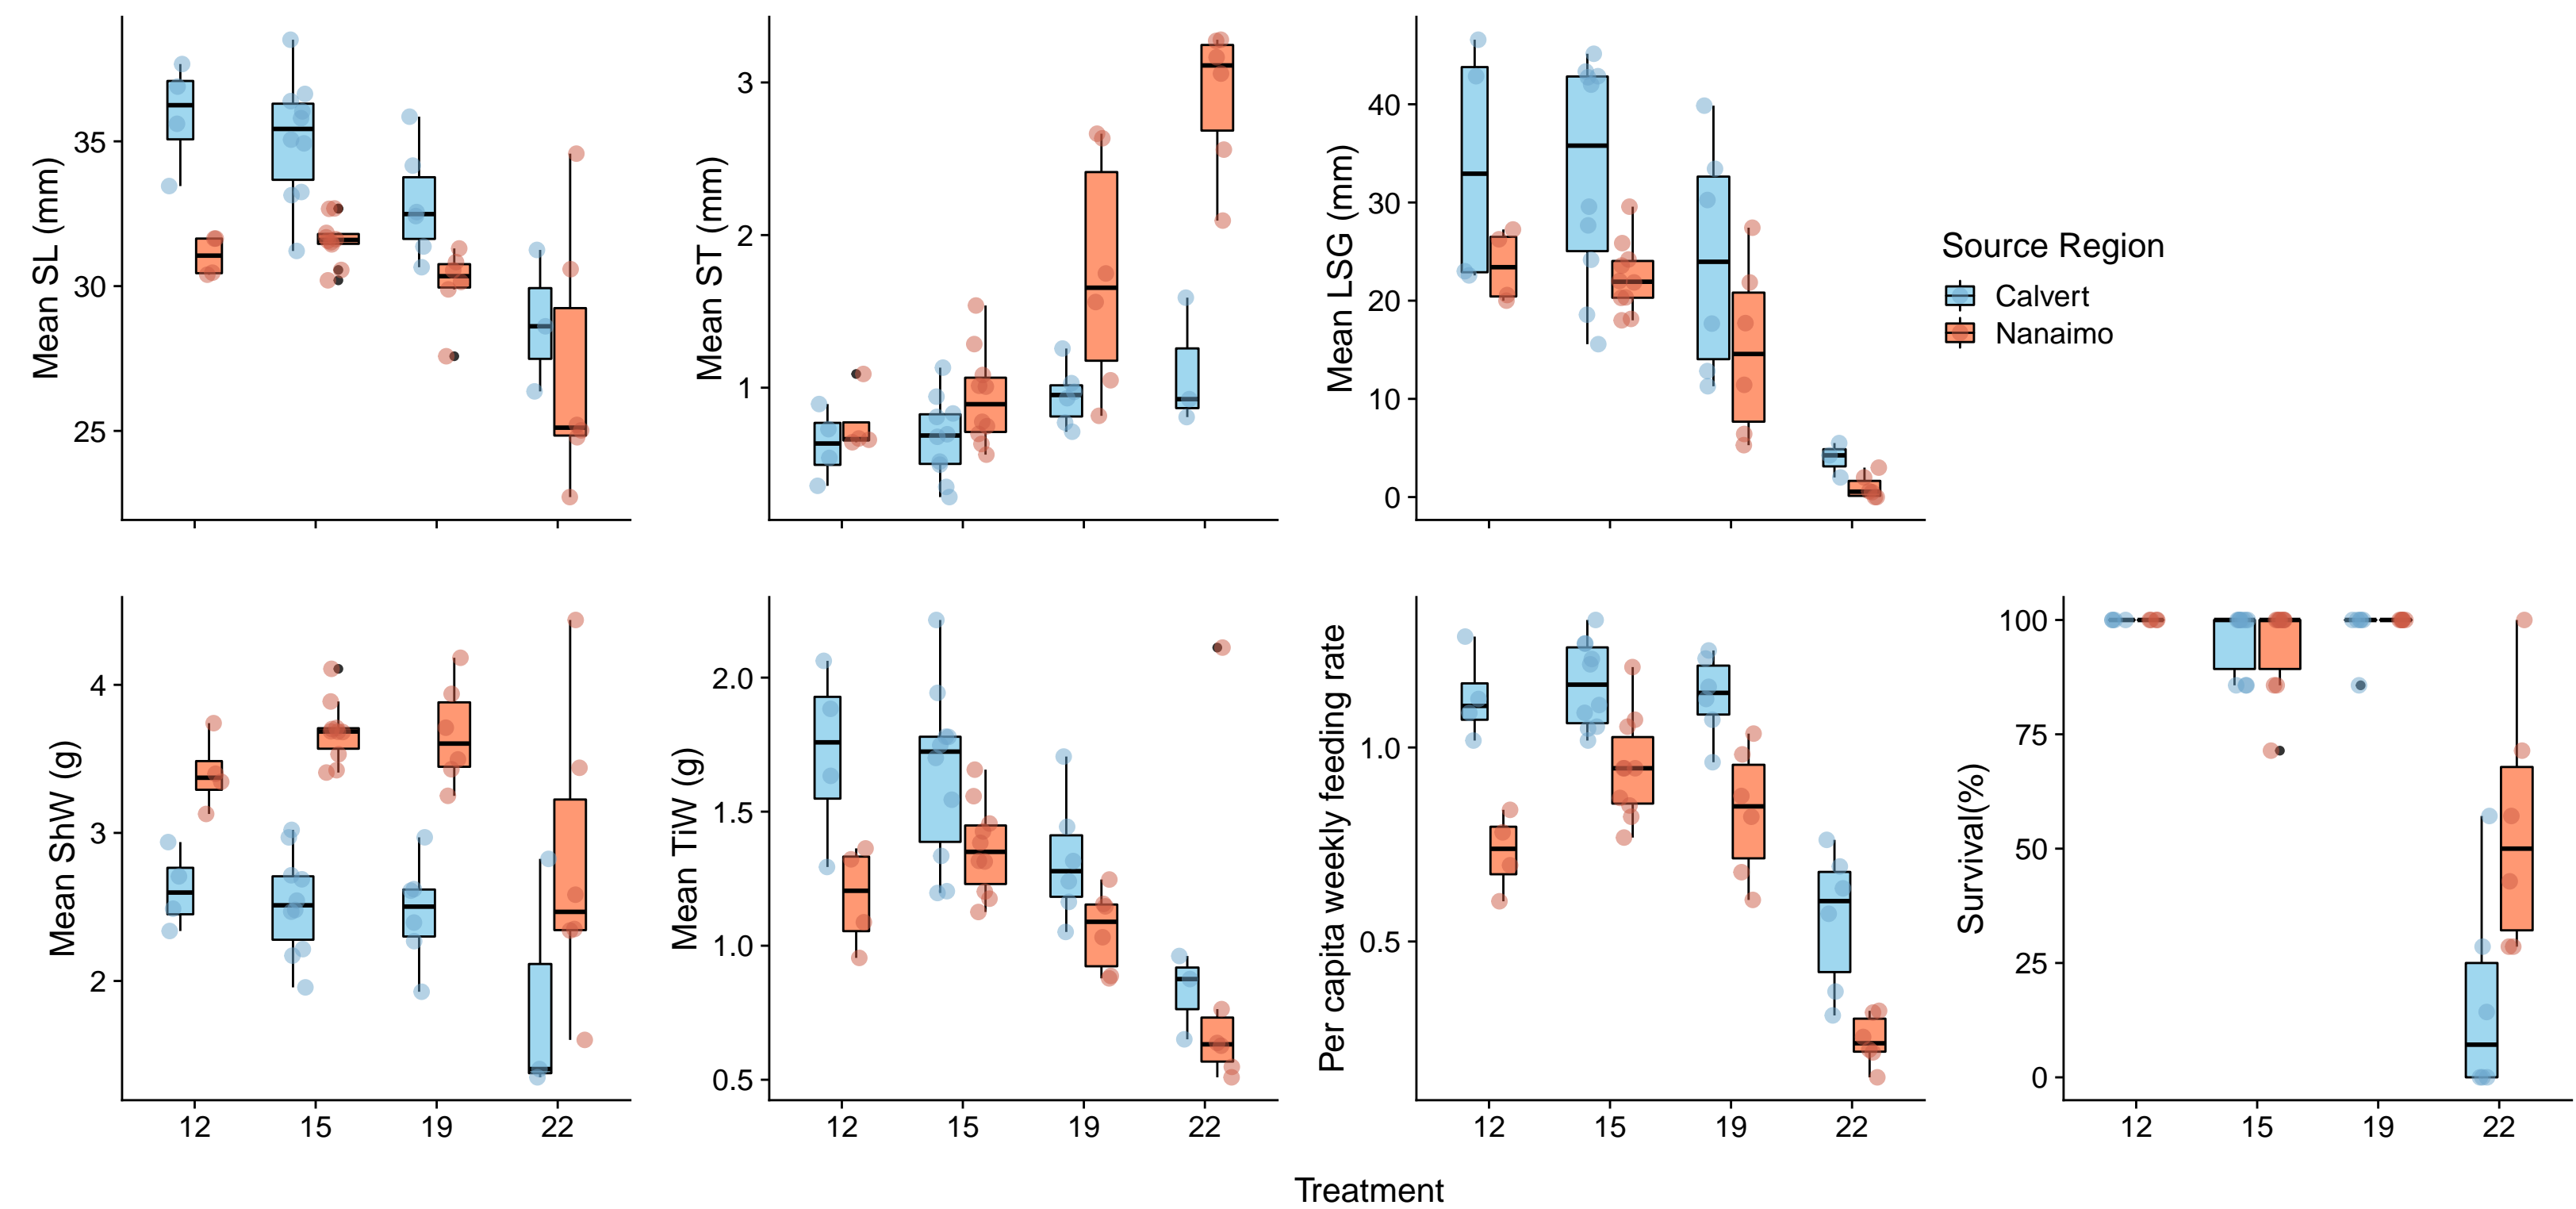 Mean SL (mm)
35
30
25
Mean ST (mm)
3
2
1
Mean LSG (mm)
40
30
20
10
0
Source Region
Calvert
Nanaimo
Mean ShW (g)
4
3
2
12 15 19 22
Mean TiW (g)
2.0
1.5
1.0
0.5
12 15 19 22
Per capita weekly feeding rate
1.0
0.5
12 15 19 22
Survival(%)
100
75
50
25
0
12 15 19 22
Treatment